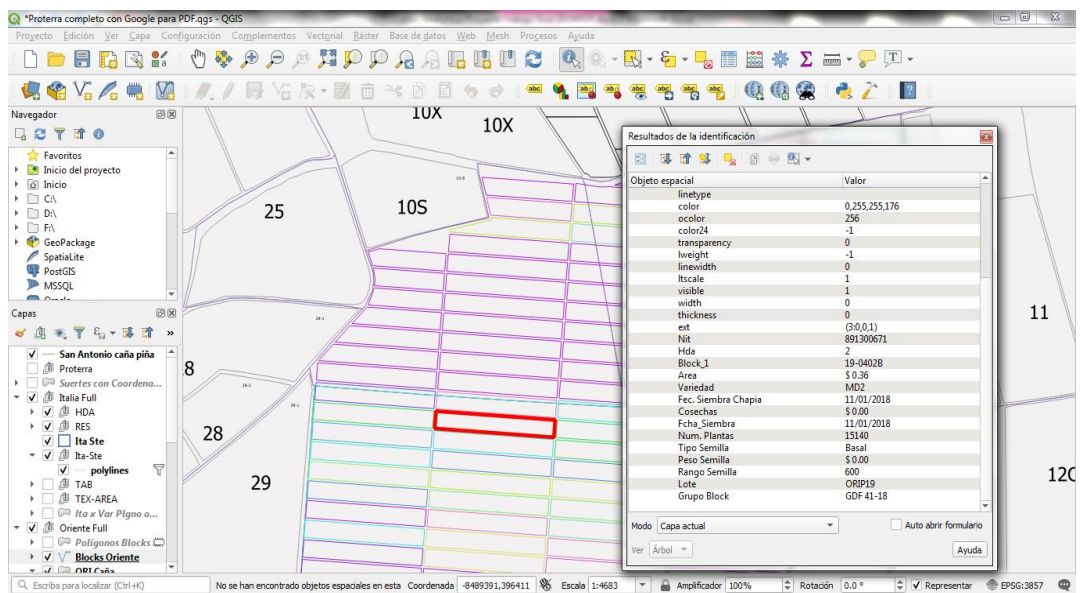 *Proterra completo con Google para PDF.qgs - QGIS
Proyecto Edición Ver Capa Configuración Complementos Vectorial Ráster Base de datos Web Mesh Procesos Ayuda
Navegador
Favoritos
Inicio del proyecto
Inicio
C:\
D:\
F:\
GeoPackage
SpatiaLite
PostGIS
MSSQL
Capas
San Antonio caña piña
Proterra
Suertes con Coordena...
Italia Full
HDA
RES
Ita Ste
Ita-Ste
polylines
TAB
TEX-AREA
Ita x Var Plgno o...
Oriente Full
Poligonos Blocks
Blocks Oriente
ORI Caña
10X
10X
25
10S
8
28
29
11
12C
Resultados de la identificación
Objeto espacial Valor
linetype
color 0,255,255,176
ocolor 256
color24 -1
transparency 0
lweight -1
linewidth 0
ltscale 1
visible 1
width 0
thickness 0
ext (3:0,0,1)
Nit 891300671
Hda 2
Block_1 19-0402B
Area $ 0.36
Variedad MD2
Fec. Siembra Chapia 11/01/2018
Cosechas $ 0.00
Fcha_Siembra 11/01/2018
Num. Plantas 15140
Tipo Semilla Basal
Peso Semilla $ 0.00
Rango Semilla 600
Lote ORIP19
Grupo Block GDF 41-18
Modo Capa actual Auto abrir formulario
Ver Árbol Ayuda
Escriba para localizar (Ctrl+K) No se han encontrado objetos espaciales en esta Coordenada -8489391,396411 Escala 1:4683 Amplificador 100% Rotación 0.0 ° Representar EPSG:3857